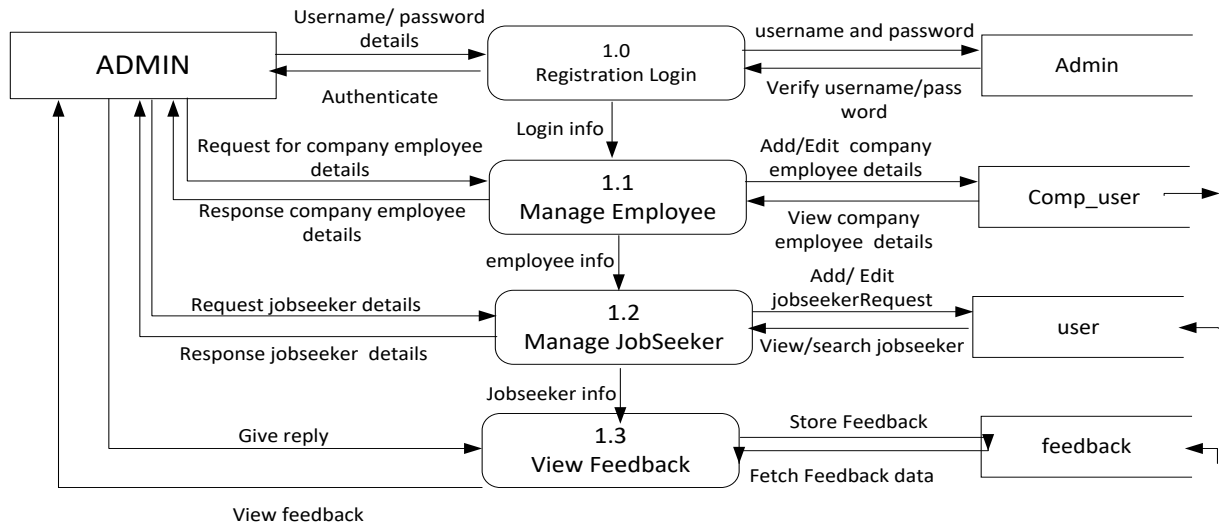 Username/ password
details
ADMIN
Authenticate
1.0
Registration Login
username and password
Admin
Verify username/pass
word
Login info
Request for company employee
details
Response company employee
details
1.1
Manage Employee
Add/Edit company
employee details
View company
employee details
Comp_user
employee info
Request jobseeker details
Response jobseeker details
1.2
Manage JobSeeker
Add/ Edit
jobseekerRequest
View/search jobseeker
user
Jobseeker info
Give reply
1.3
View Feedback
Store Feedback
Fetch Feedback data
feedback
View feedback